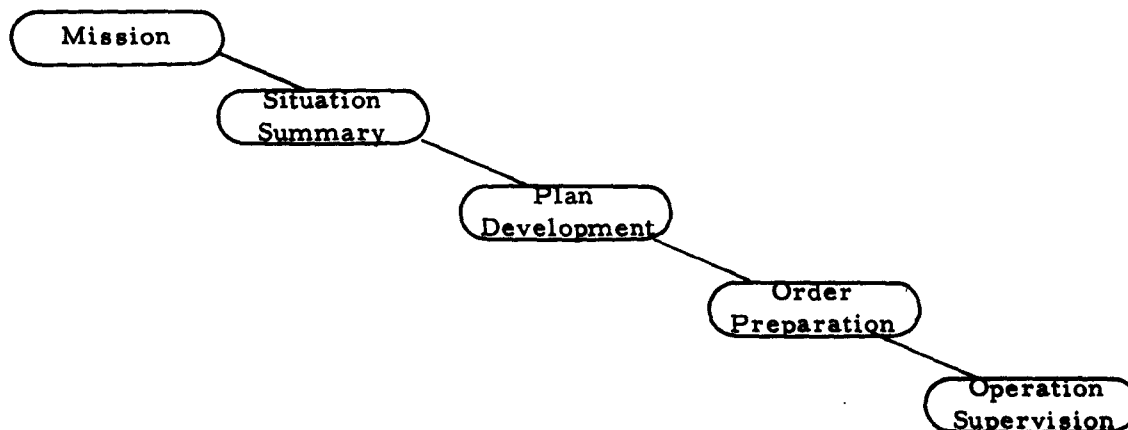 Mission
Situation
Summary
Plan
Development
Order
Preparation
Operation
Supervision